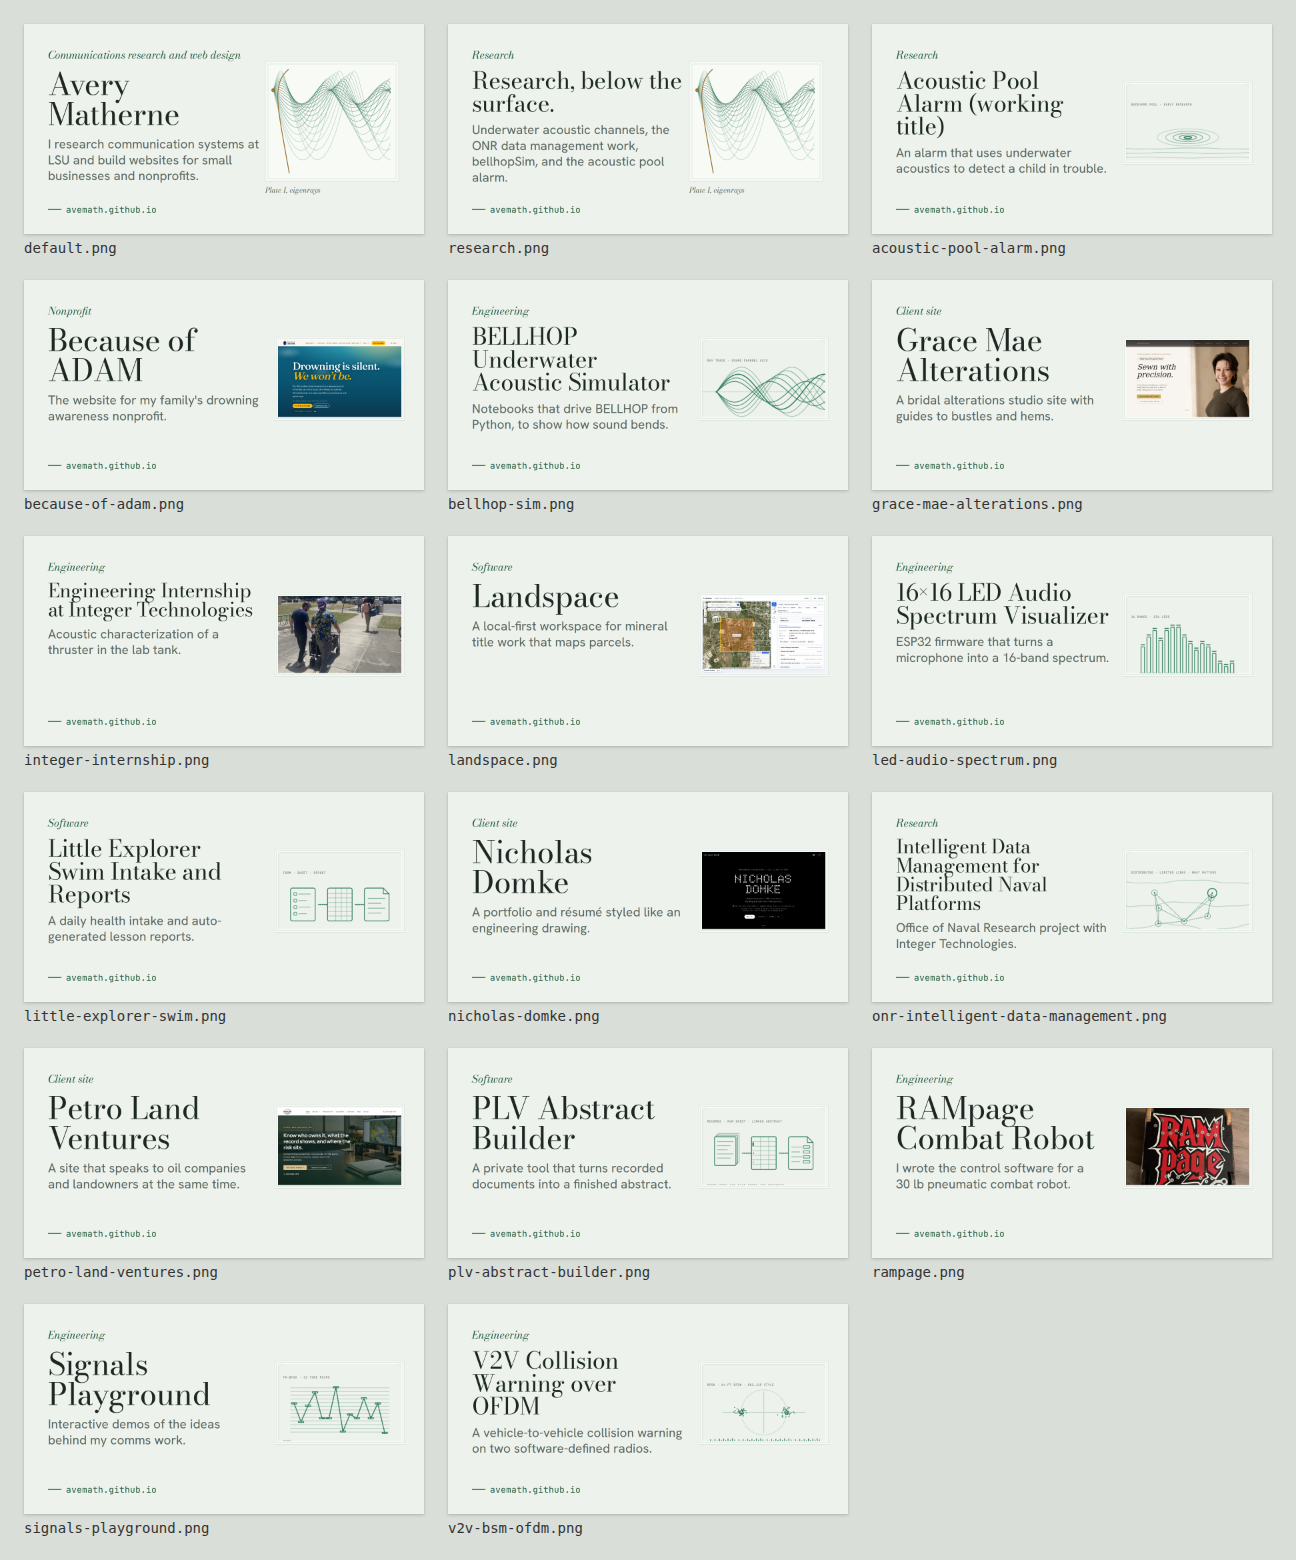 Communications research and web design
Avery
Matherne
I research communication systems at
LSU and build websites for small
businesses and nonprofits.
Plate I. eigenrays
avemath.github.io
default.png
Research
Research, below the
surface.
Underwater acoustic channels, the
ONR data management work,
bellhopSim, and the acoustic pool
alarm.
Plate I. eigenrays
avemath.github.io
research.png
Research
Acoustic Pool
Alarm (working
title)
An alarm that uses underwater
acoustics to detect a child in trouble.
avemath.github.io
acoustic-pool-alarm.png
Nonprofit
Because of
ADAM
The website for my family's drowning
awareness nonprofit.
Drowning is silent.
We won't be.
avemath.github.io
because-of-adam.png
Engineering
BELLHOP
Underwater
Acoustic Simulator
Notebooks that drive BELLHOP from
Python, to show how sound bends.
avemath.github.io
bellhop-sim.png
Client site
Grace Mae
Alterations
A bridal alterations studio site with
guides to bustles and hems.
Sewn with
precision.
avemath.github.io
grace-mae-alterations.png
Engineering
Engineering Internship
at Integer Technologies
Acoustic characterization of a
thruster in the lab tank.
avemath.github.io
integer-internship.png
Software
Landspace
A local-first workspace for mineral
title work that maps parcels.
avemath.github.io
landspace.png
Engineering
16×16 LED Audio
Spectrum Visualizer
ESP32 firmware that turns a
microphone into a 16-band spectrum.
avemath.github.io
led-audio-spectrum.png
Software
Little Explorer
Swim Intake and
Reports
A daily health intake and auto-
generated lesson reports.
avemath.github.io
little-explorer-swim.png
Client site
Nicholas
Domke
A portfolio and résumé styled like an
engineering drawing.
NICHOLAS
DOMKE
avemath.github.io
nicholas-domke.png
Research
Intelligent Data
Management for
Distributed Naval
Platforms
Office of Naval Research project with
Integer Technologies.
avemath.github.io
onr-intelligent-data-management.png
Client site
Petro Land
Ventures
A site that speaks to oil companies
and landowners at the same time.
Know who owns it, what the
record shows, and where the
risk sits.
avemath.github.io
petro-land-ventures.png
Software
PLV Abstract
Builder
A private tool that turns recorded
documents into a finished abstract.
avemath.github.io
plv-abstract-builder.png
Engineering
RAMpage
Combat Robot
I wrote the control software for a
30 lb pneumatic combat robot.
RAM
page
avemath.github.io
rampage.png
Engineering
Signals
Playground
Interactive demos of the ideas
behind my comms work.
avemath.github.io
signals-playground.png
Engineering
V2V Collision
Warning over
OFDM
A vehicle-to-vehicle collision warning
on two software-defined radios.
avemath.github.io
v2v-bsm-ofdm.png